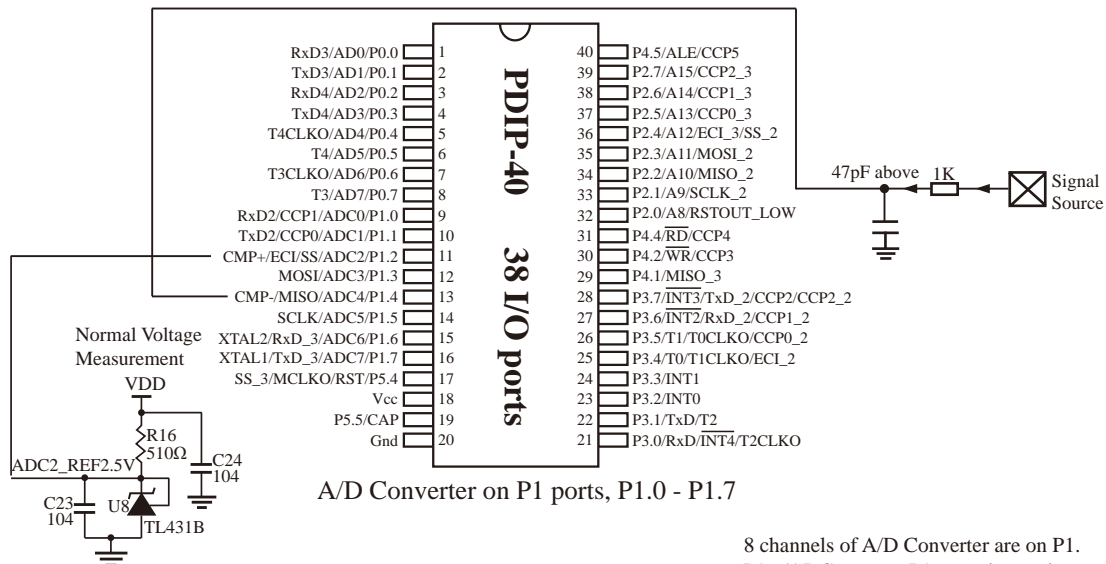 RxD3/AD0/P0.0 1
TxD3/AD1/P0.1 2
RxD4/AD2/P0.2 3
TxD4/AD3/P0.3 4
T4CLKO/AD4/P0.4 5
T4/AD5/P0.5 6
T3CLKO/AD6/P0.6 7
T3/AD7/P0.7 8
RxD2/CCP1/ADC0/P1.0 9
TxD2/CCP0/ADC1/P1.1 10
CMP+/ECI/SS/ADC2/P1.2 11
MOSI/ADC3/P1.3 12
CMP-/MISO/ADC4/P1.4 13
SCLK/ADC5/P1.5 14
XTAL2/RxD_3/ADC6/P1.6 15
XTAL1/TxD_3/ADC7/P1.7 16
SS_3/MCLKO/RST/P5.4 17
Vcc 18
P5.5/CAP 19
Gnd 20
PDIP-40 38 I/O ports
40 P4.5/ALE/CCP5
39 P2.7/A15/CCP2_3
38 P2.6/A14/CCP1_3
37 P2.5/A13/CCP0_3
36 P2.4/A12/ECI_3/SS_2
35 P2.3/A11/MOSI_2
34 P2.2/A10/MISO_2
33 P2.1/A9/SCLK_2
32 P2.0/A8/RSTOUT_LOW
31 P4.4/RD/CCP4
30 P4.2/WR/CCP3
29 P4.1/MISO_3
28 P3.7/INT3/TxD_2/CCP2/CCP2_2
27 P3.6/INT2/RxD_2/CCP1_2
26 P3.5/T1/T0CLKO/CCP0_2
25 P3.4/T0/T1CLKO/ECI_2
24 P3.3/INT1
23 P3.2/INT0
22 P3.1/TxD/T2
21 P3.0/RxD/INT4/T2CLKO
47pF above
1K
Signal
Source
Normal Voltage
Measurement
VDD
R16
510Ω
ADC2_REF2.5V
C24
104
C23
104
U8
TL431B
A/D Converter on P1 ports, P1.0 - P1.7
8 channels of A/D Converter are on P1.